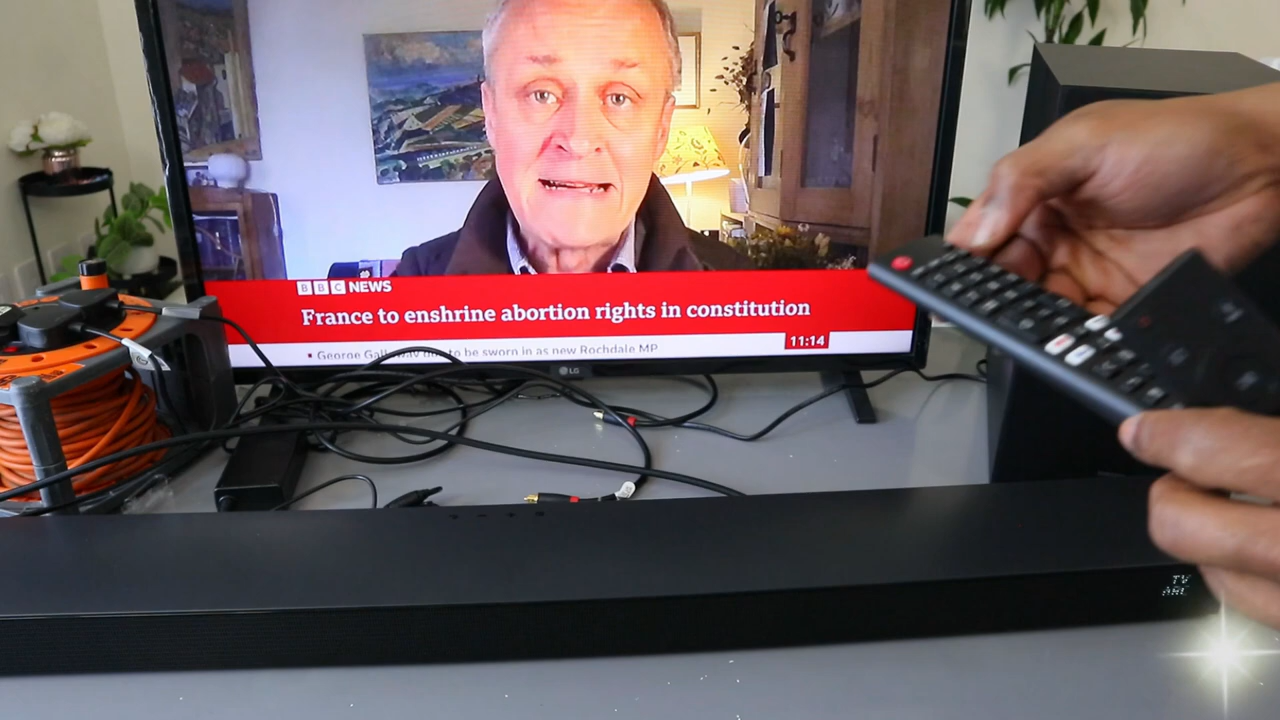 BBC NEWS
France to enshrine abortion rights in constitution
11:14
to be sworn in as new Rochdale MP
LG
TV
ARC